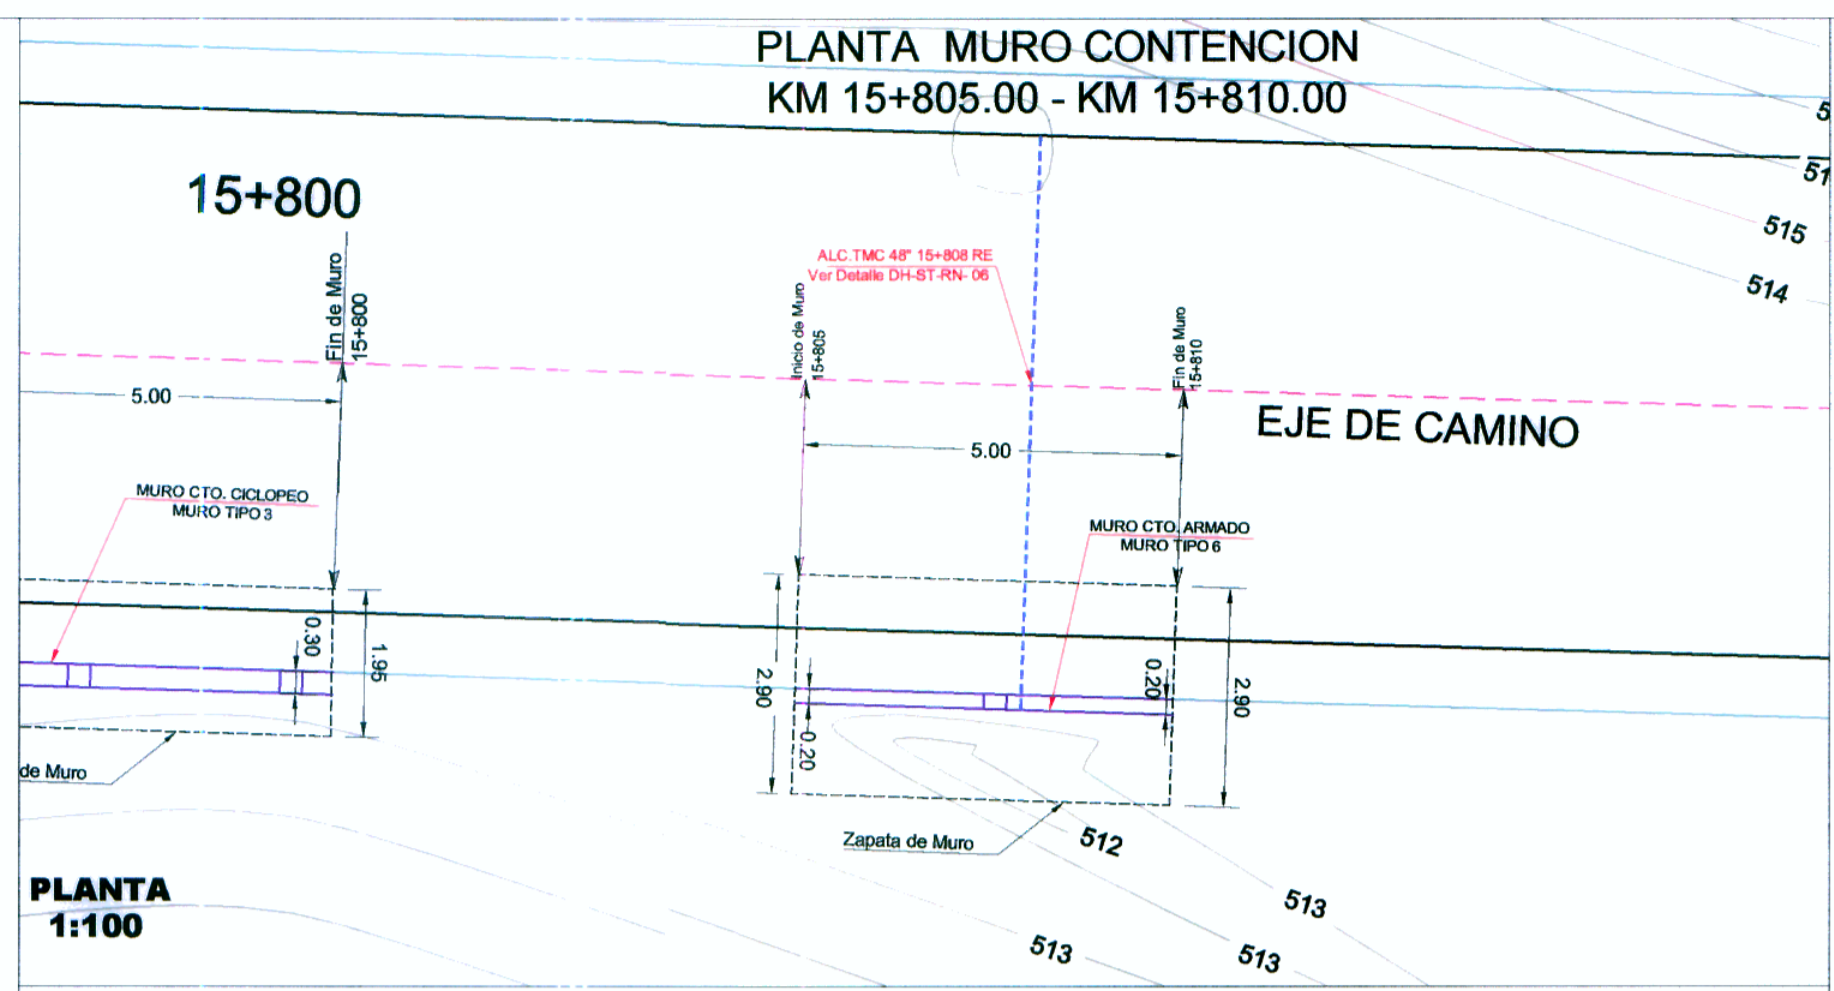 PLANTA MURO CONTENCION
KM 15+805.00 - KM 15+810.00
15+800
Fin de Muro
15+800
ALC.TMC 48" 15+808 RE
Ver Detalle DH-ST-RN- 06
Inicio de Muro
15+805
Fin de Muro
15+810
515
514
5.00
5.00
EJE DE CAMINO
MURO CTO. CICLOPEO
MURO TIPO 3
MURO CTO. ARMADO
MURO TIPO 6
0.30
1.95
2.90
0.20
0.20
2.90
de Muro
Zapata de Muro
512
513
513
513
PLANTA
1:100